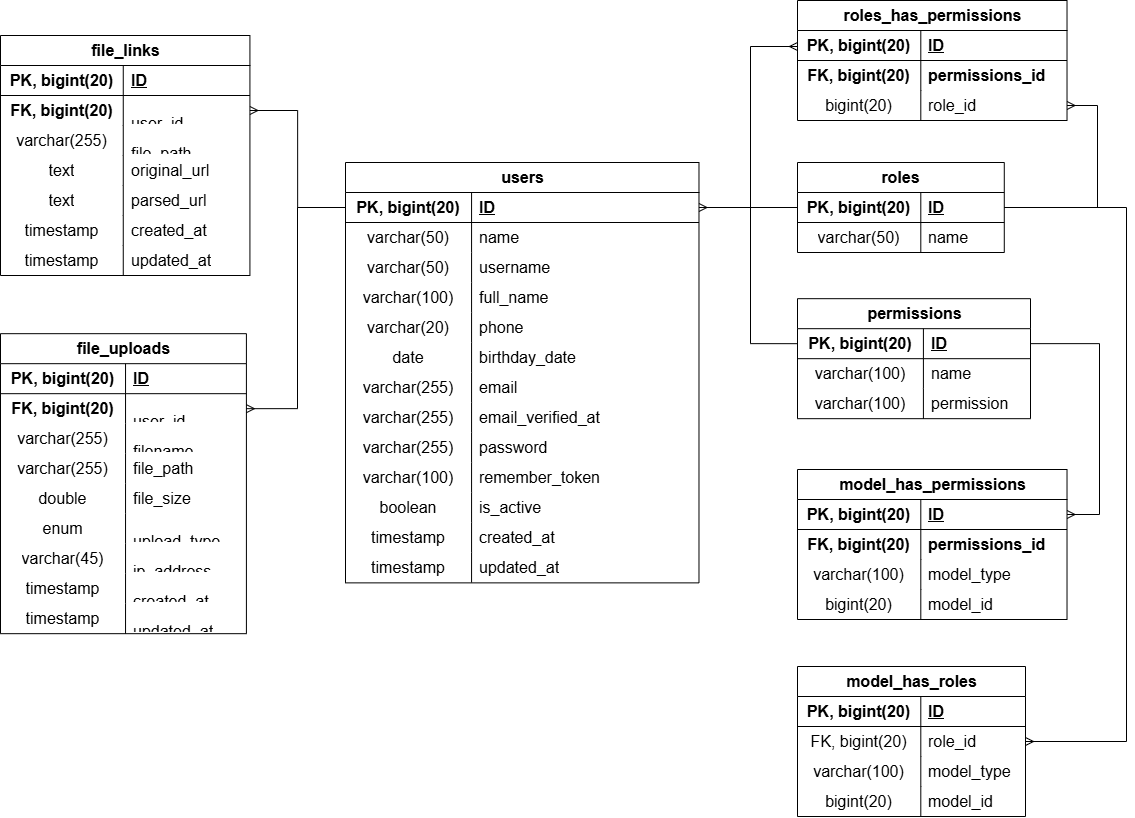 file_links
PK, bigint(20) ID
FK, bigint(20) user_id
varchar(255) file_path
text original_url
text parsed_url
timestamp created_at
timestamp updated_at
file_uploads
PK, bigint(20) ID
FK, bigint(20) user_id
varchar(255) filename
varchar(255) file_path
double file_size
enum upload_type
varchar(45) ip_address
timestamp created_at
timestamp updated_at
users
PK, bigint(20) ID
varchar(50) name
varchar(50) username
varchar(100) full_name
varchar(20) phone
date birthday_date
varchar(255) email
varchar(255) email_verified_at
varchar(255) password
varchar(100) remember_token
boolean is_active
timestamp created_at
timestamp updated_at
roles_has_permissions
PK, bigint(20) ID
FK, bigint(20) permissions_id
bigint(20) role_id
roles
PK, bigint(20) ID
varchar(50) name
permissions
PK, bigint(20) ID
varchar(100) name
varchar(100) permission
model_has_permissions
PK, bigint(20) ID
FK, bigint(20) permissions_id
varchar(100) model_type
bigint(20) model_id
model_has_roles
PK, bigint(20) ID
FK, bigint(20) role_id
varchar(100) model_type
bigint(20) model_id